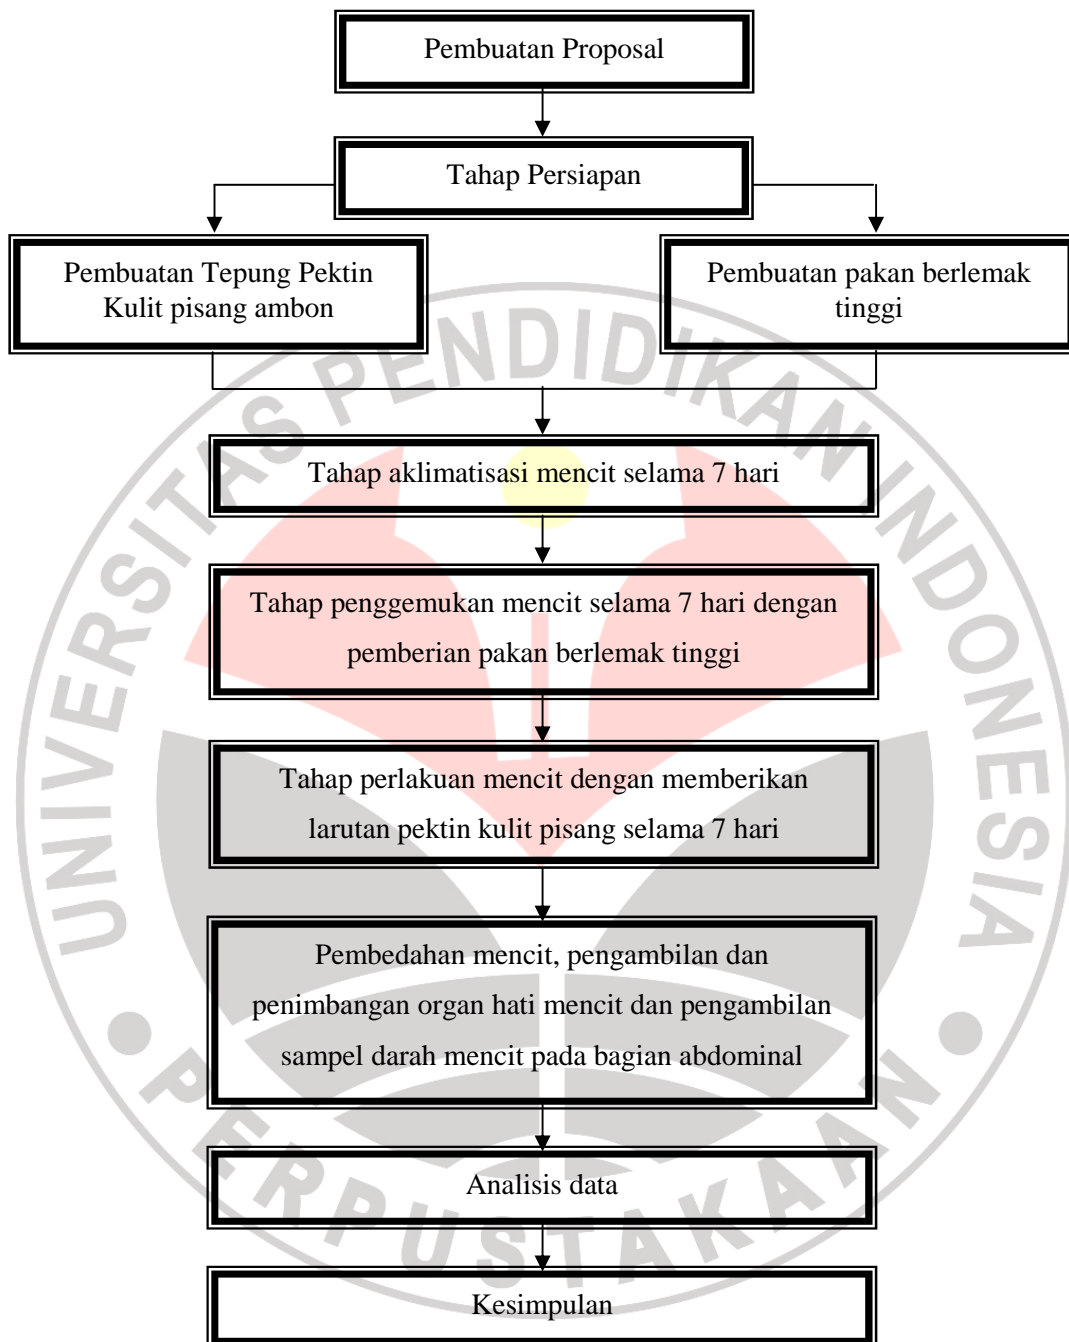 Pembuatan Proposal
Tahap Persiapan
Pembuatan Tepung Pektin
Kulit pisang ambon
Pembuatan pakan berlemak
tinggi
Tahap aklimatisasi mencit selama 7 hari
Tahap penggemukan mencit selama 7 hari dengan
pemberian pakan berlemak tinggi
Tahap perlakuan mencit dengan memberikan
larutan pektin kulit pisang selama 7 hari
Pembedahan mencit, pengambilan dan
penimbangan organ hati mencit dan pengambilan
sampel darah mencit pada bagian abdominal
Analisis data
Kesimpulan
UNIVERSITAS PENDIDIKAN INDONESIA
PERPUSTAKAAN